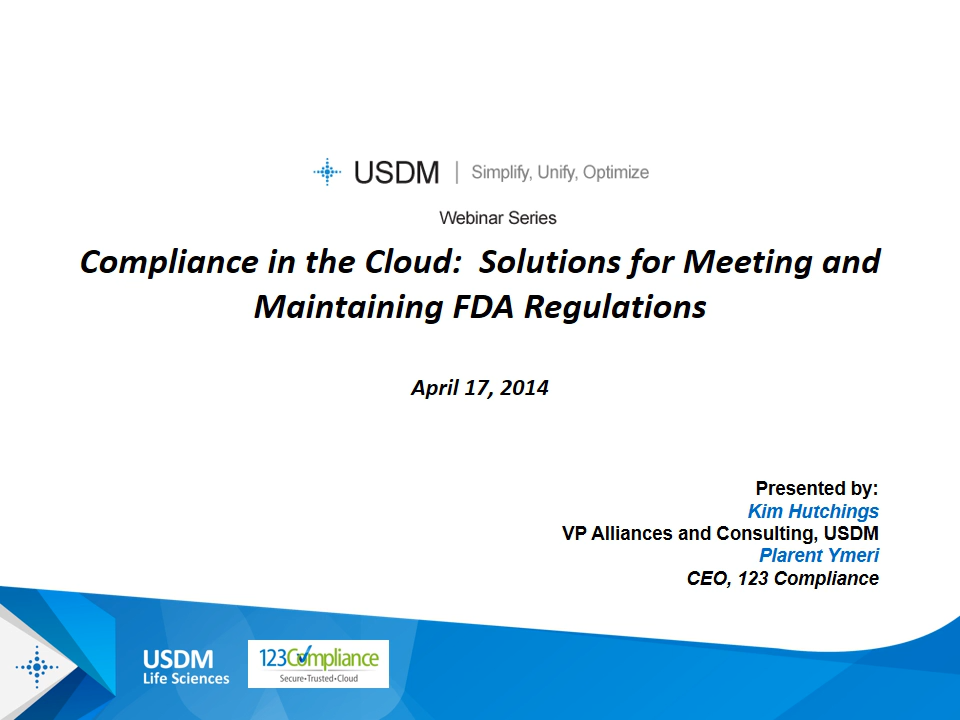 USDM | Simplify, Unify, Optimize
Webinar Series
Compliance in the Cloud:  Solutions for Meeting and
Maintaining FDA Regulations
April 17, 2014
Presented by:
Kim Hutchings
VP Alliances and Consulting, USDM
Plarent Ymeri
CEO, 123 Compliance
USDM
Life Sciences
123Compliance
Secure•Trusted•Cloud